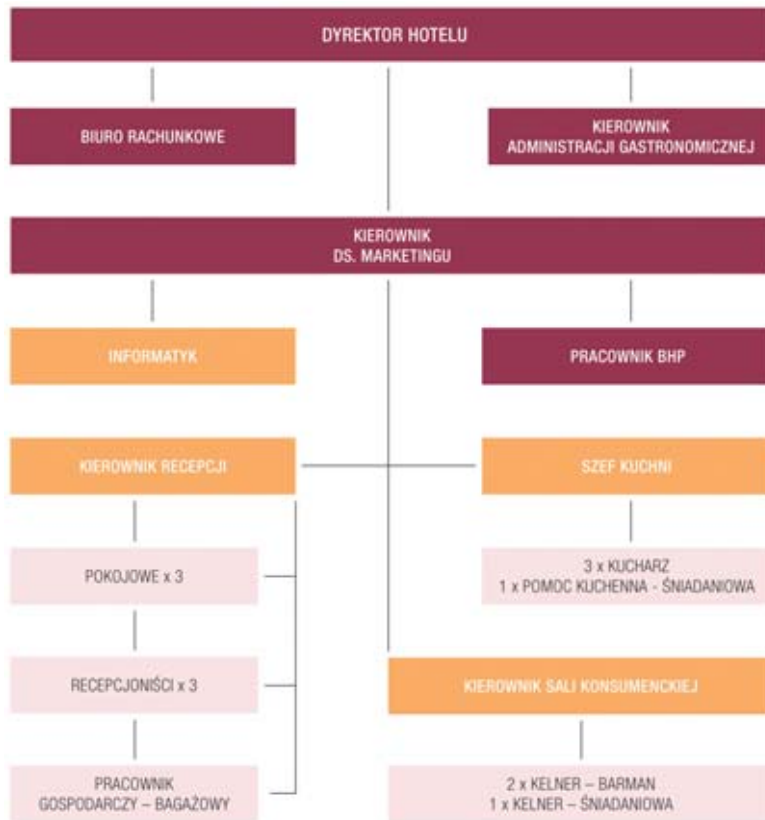 DYREKTOR HOTELU
BIURO RACHUNKOWE
KIEROWNIK
ADMINISTRACJI GASTRONOMICZNEJ
KIEROWNIK
DS. MARKETINGU
INFORMATYK
PRACOWNIK BHP
KIEROWNIK RECEPCJI
SZEF KUCHNI
POKOJOWE x 3
3 x KUCHARZ
1 x POMOC KUCHENNA - ŚNIADANIOWA
RECEPCJONIŚCI x 3
KIEROWNIK SALI KONSUMENCKIEJ
PRACOWNIK
GOSPODARCZY – BAGAŻOWY
2 x KELNER – BARMAN
1 x KELNER – ŚNIADANIOWA